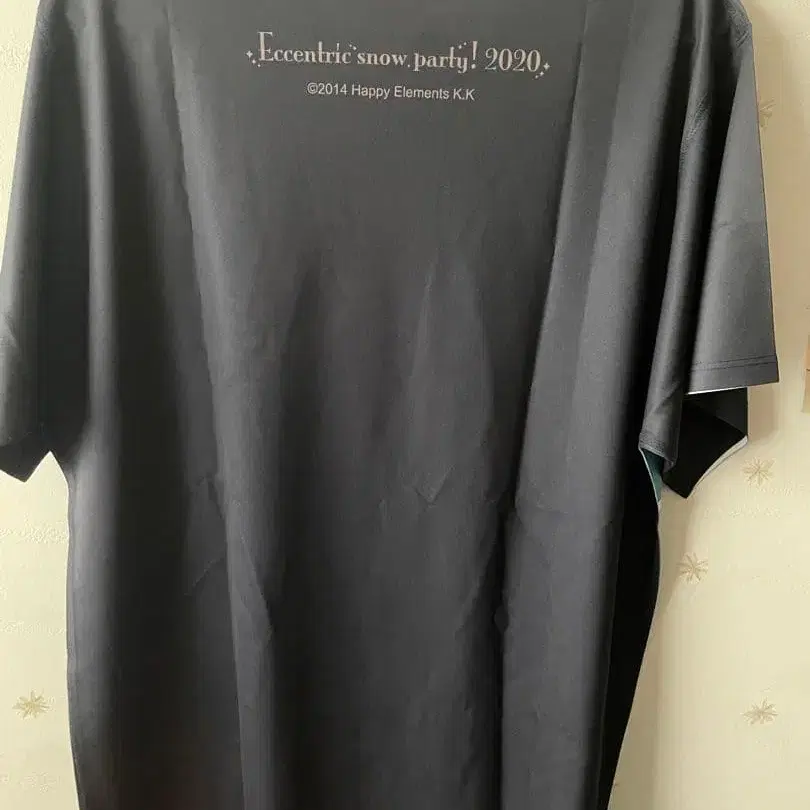 Eccentric snow party! 2020
©2014 Happy Elements K.K